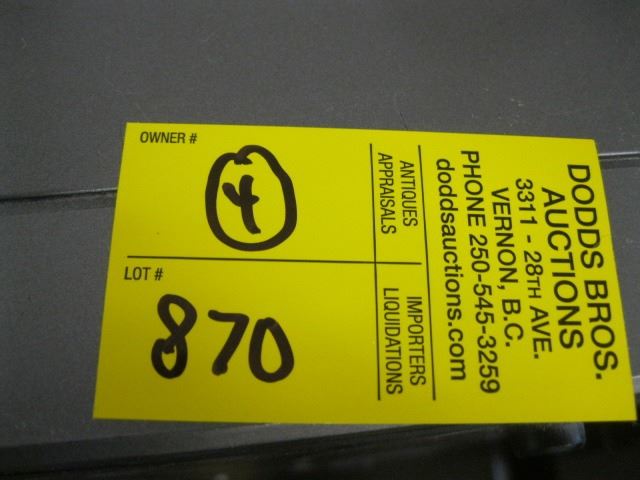 DODDS BROS.
AUCTIONS
3311 - 28TH AVE.
VERNON, B.C.
PHONE 250-545-3259
doddsauctions.com
ANTIQUES
APPRAISALS
IMPORTERS
LIQUIDATIONS
OWNER #
4
LOT #
870